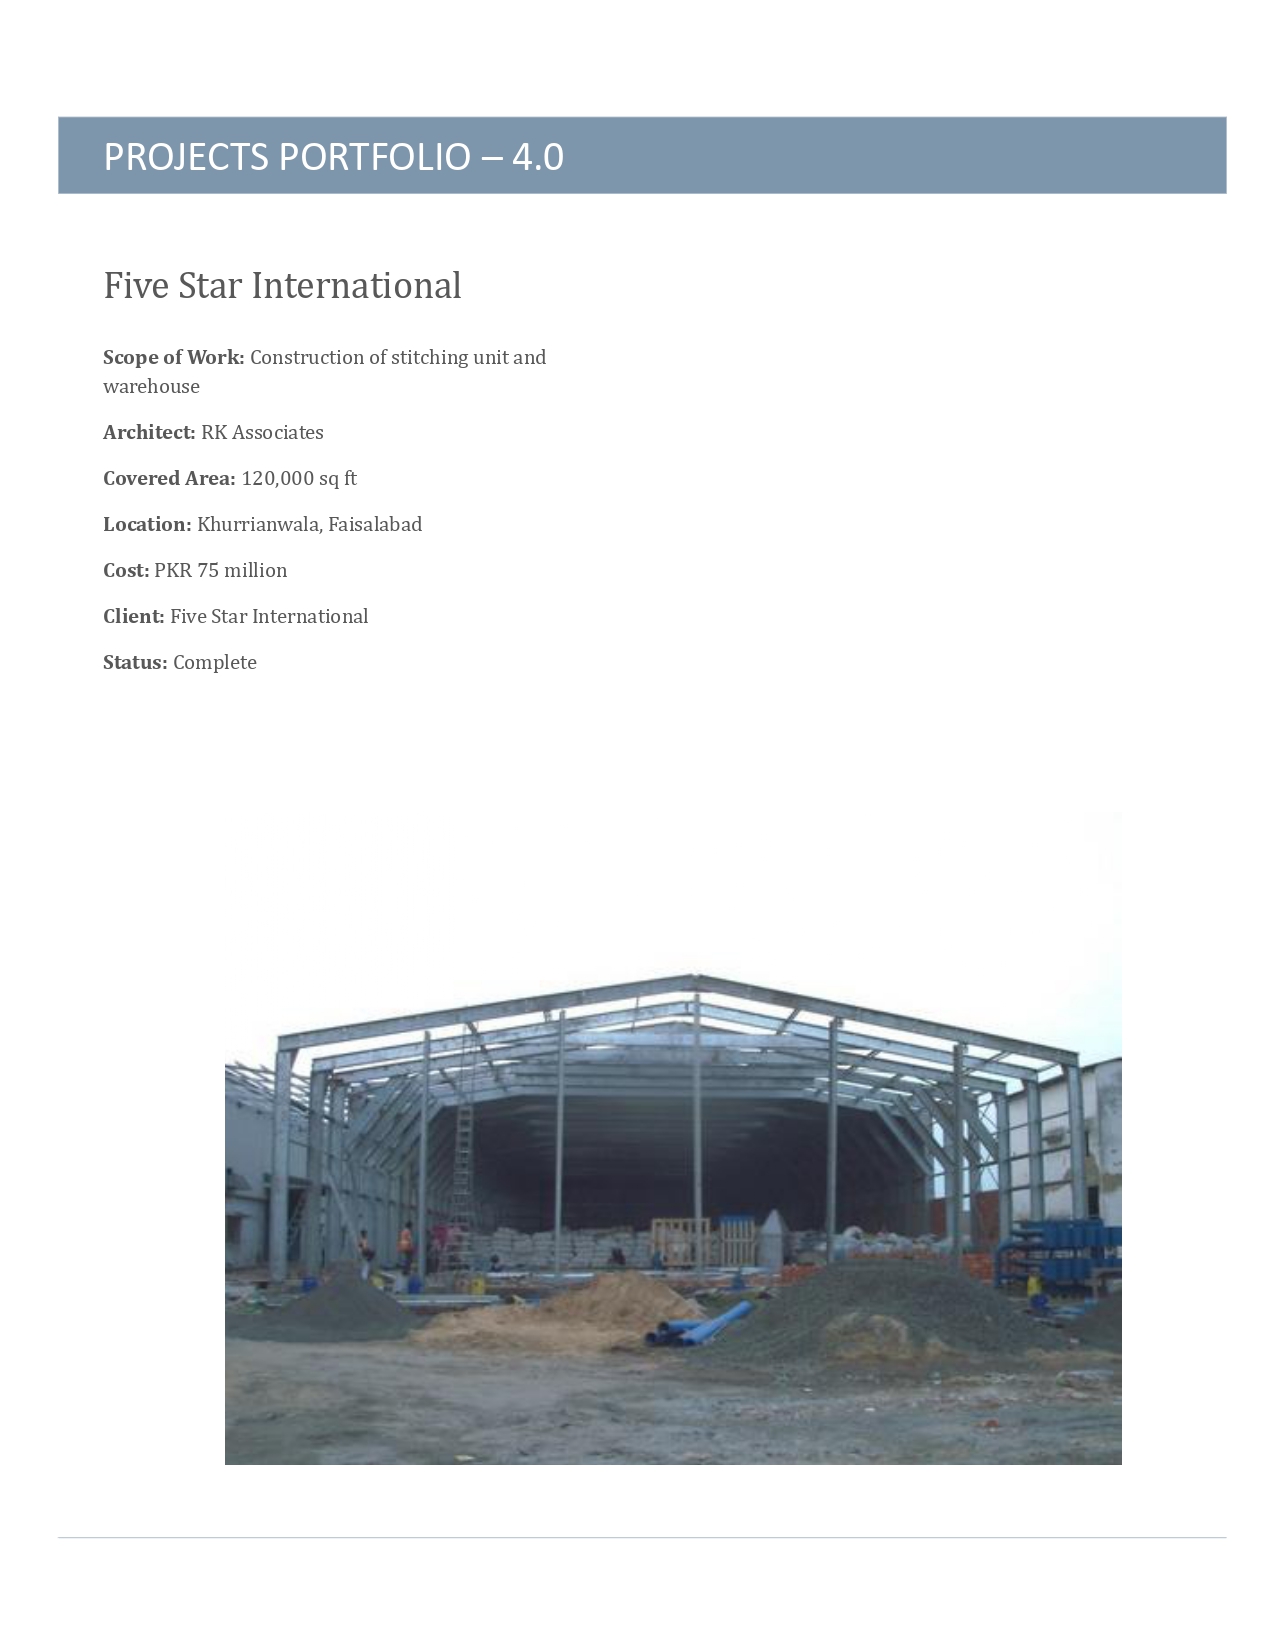 PROJECTS PORTFOLIO – 4.0
Five Star International
Scope of Work: Construction of stitching unit and
warehouse
Architect: RK Associates
Covered Area: 120,000 sq ft
Location: Khurrianwala, Faisalabad
Cost: PKR 75 million
Client: Five Star International
Status: Complete